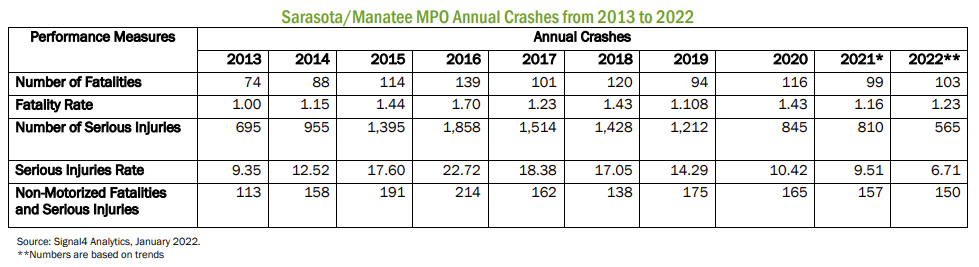 Sarasota/Manatee MPO Annual Crashes from 2013 to 2022
Performance Measures Annual Crashes
2013 2014 2015 2016 2017 2018 2019 2020 2021* 2022**
Number of Fatalities 74 88 114 139 101 120 94 116 99 103
Fatality Rate 1.00 1.15 1.44 1.70 1.23 1.43 1.108 1.43 1.16 1.23
Number of Serious Injuries 695 955 1,395 1,858 1,514 1,428 1,212 845 810 565
Serious Injuries Rate 9.35 12.52 17.60 22.72 18.38 17.05 14.29 10.42 9.51 6.71
Non-Motorized Fatalities 113 158 191 214 162 138 175 165 157 150
and Serious Injuries
Source: Signal4 Analytics, January 2022.
**Numbers are based on trends